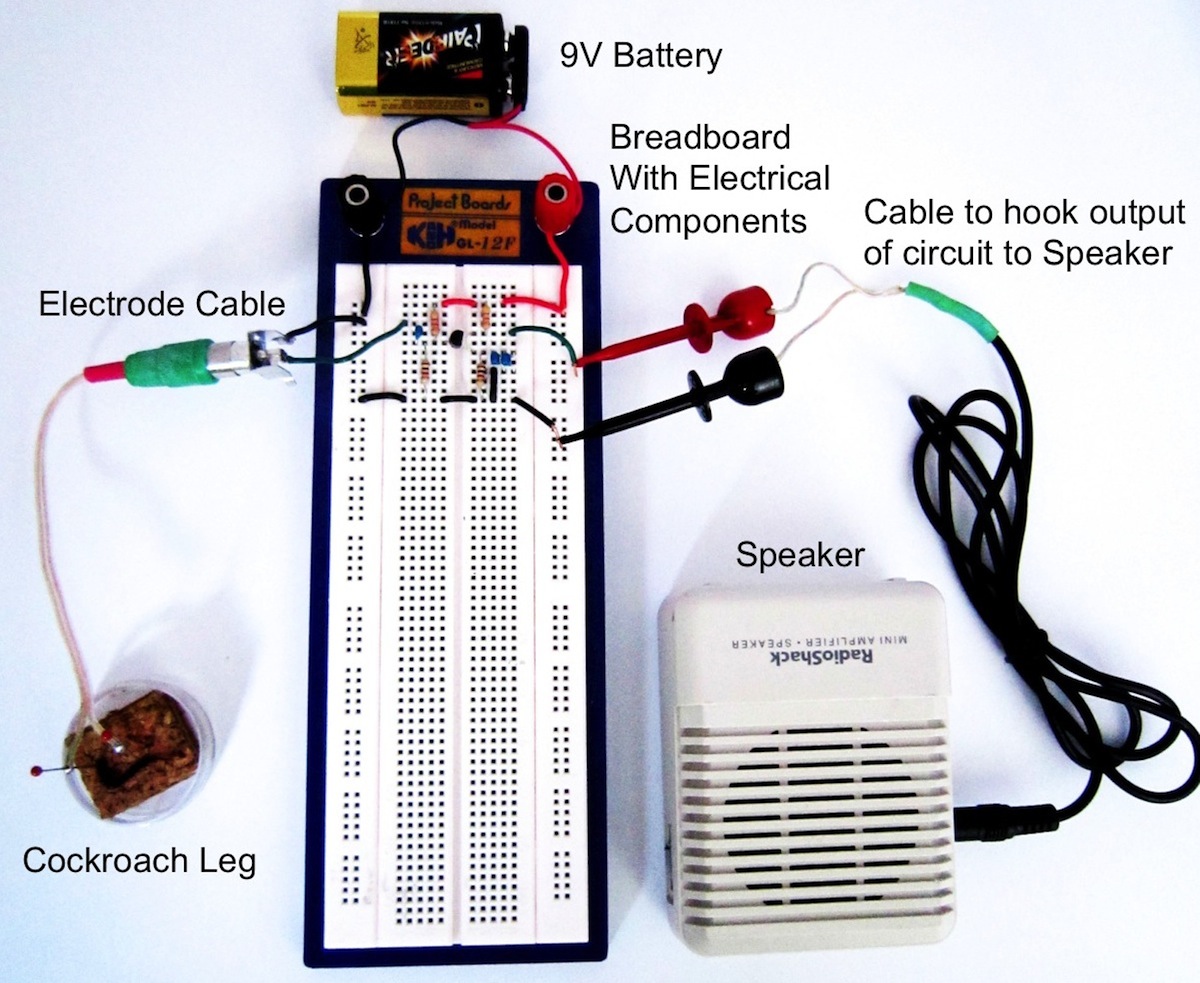 9V Battery
Breadboard
With Electrical
Components
Cable to hook output
of circuit to Speaker
Project Boards
K&H ® Model
GL-12F
Electrode Cable
Speaker
MINI AMPLIFIER • SPEAKER
RadioShack
Cockroach Leg